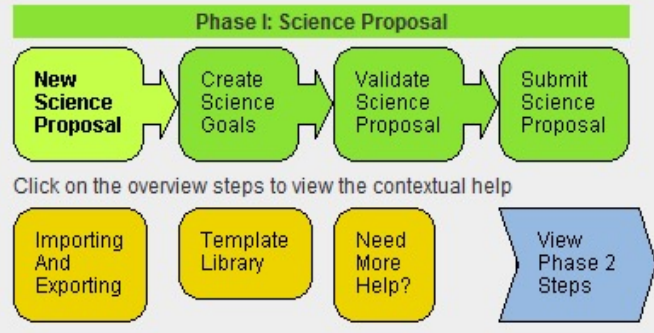 Phase I: Science Proposal
New
Science
Proposal
Create
Science
Goals
Validate
Science
Proposal
Submit
Science
Proposal
Click on the overview steps to view the contextual help
Importing
And
Exporting
Template
Library
Need
More
Help?
View
Phase 2
Steps